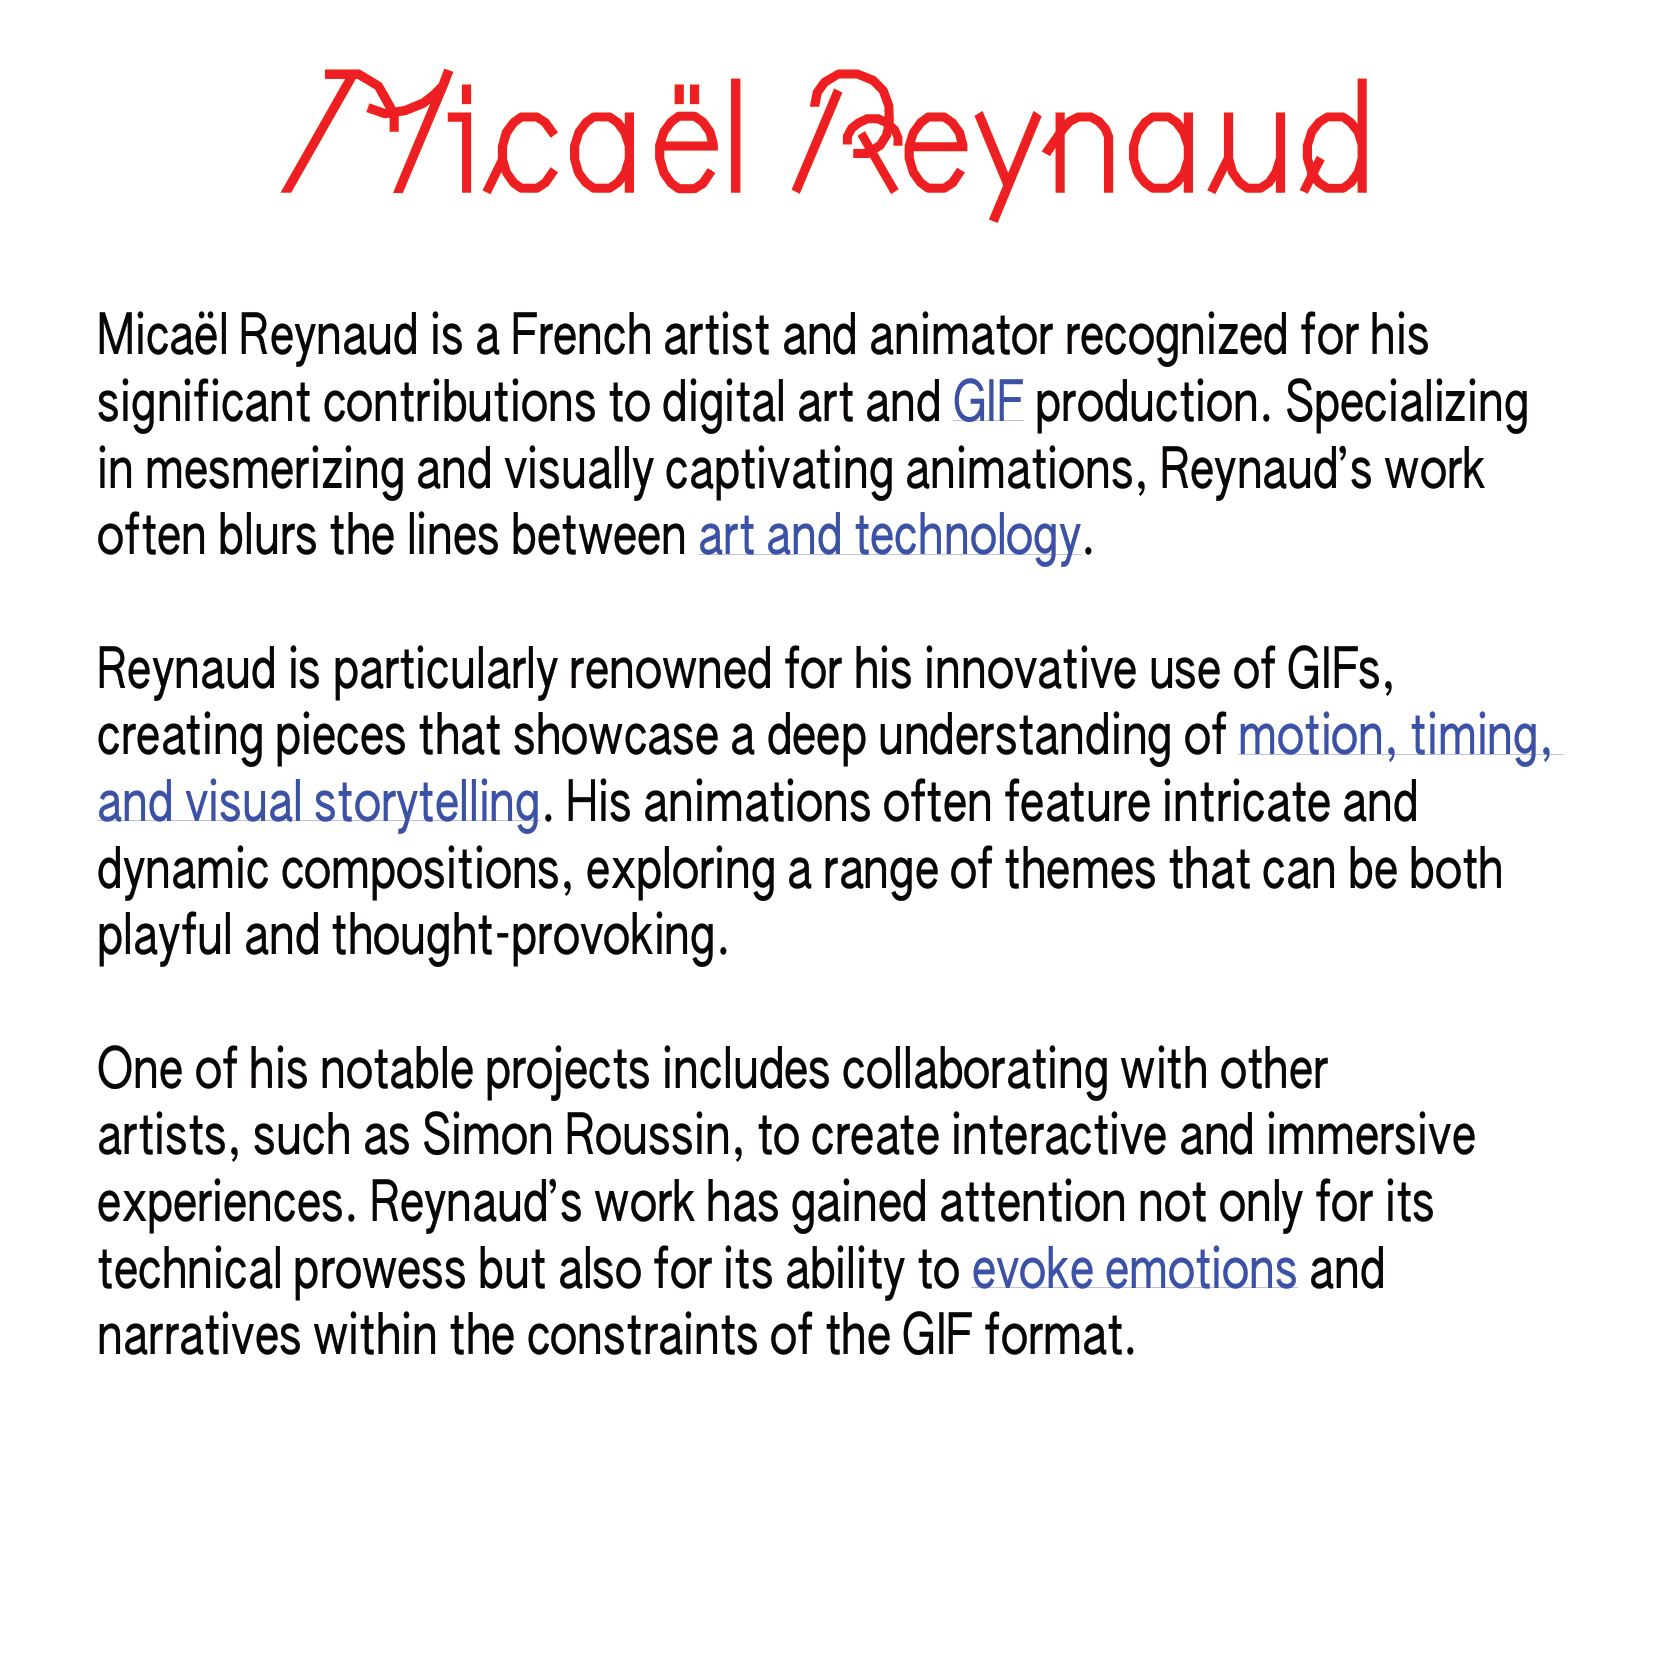 Micaël Reynaud
Micaël Reynaud is a French artist and animator recognized for his
significant contributions to digital art and GIF production. Specializing
in mesmerizing and visually captivating animations, Reynaud’s work
often blurs the lines between art and technology.
Reynaud is particularly renowned for his innovative use of GIFs,
creating pieces that showcase a deep understanding of motion, timing,
and visual storytelling. His animations often feature intricate and
dynamic compositions, exploring a range of themes that can be both
playful and thought-provoking.
One of his notable projects includes collaborating with other
artists, such as Simon Roussin, to create interactive and immersive
experiences. Reynaud’s work has gained attention not only for its
technical prowess but also for its ability to evoke emotions and
narratives within the constraints of the GIF format.